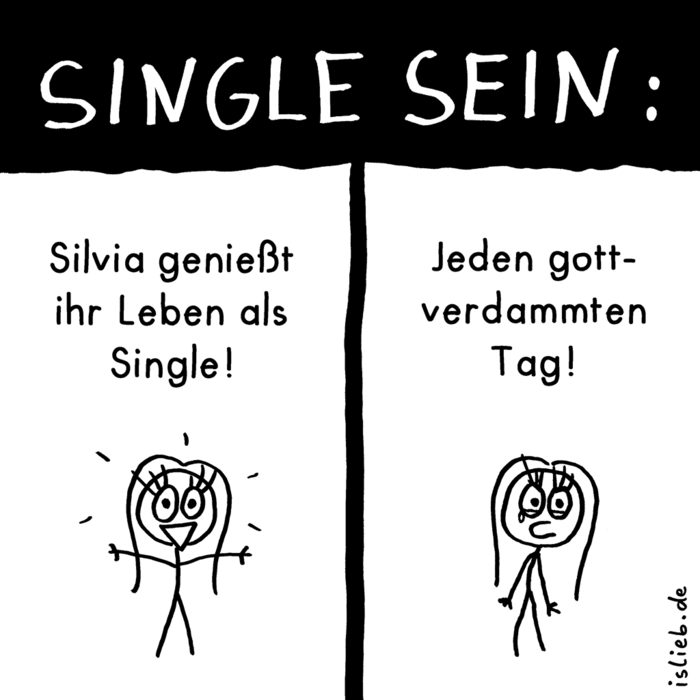 SINGLE SEIN:
Silvia genießt
ihr Leben als
Single!
Jeden gott-
verdammten
Tag!
islieb.de